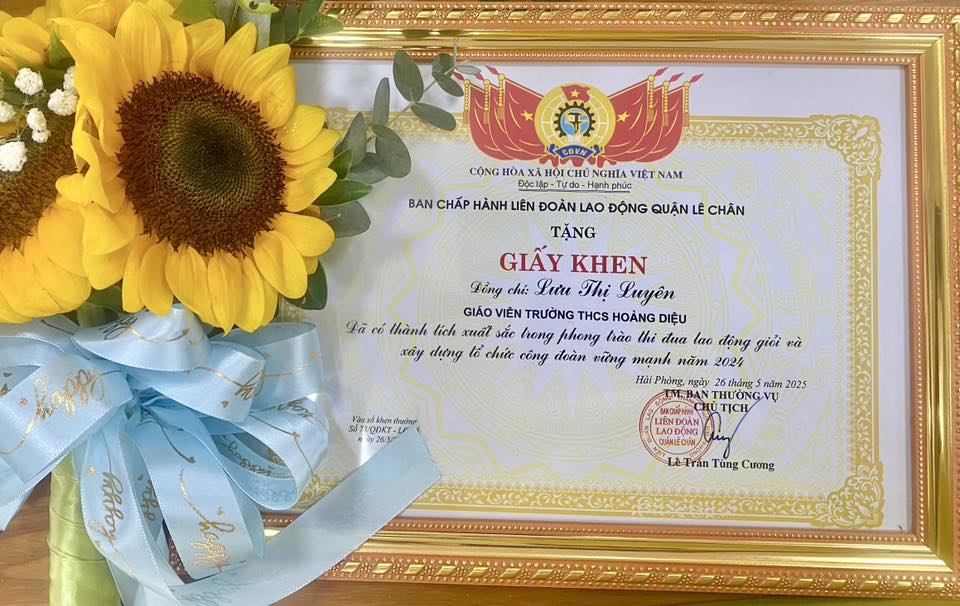 CĐVN
CỘNG HÒA XÃ HỘI CHỦ NGHĨA VIỆT NAM
Độc lập - Tự do - Hạnh phúc
BAN CHẤP HÀNH LIÊN ĐOÀN LAO ĐỘNG QUẬN LÊ CHÂN
TẶNG
GIẤY KHEN
Đồng chí: Lưu Thị Luyên
GIÁO VIÊN TRƯỜNG THCS HOÀNG DIỆU
Đã có thành tích xuất sắc trong phong trào thi đua lao động giỏi và
xây dựng tổ chức công đoàn vững mạnh năm 2024
Hải Phòng, ngày 26 tháng 5 năm 2025
TM. BAN THƯỜNG VỤ
CHỦ TỊCH
BAN CHẤP HÀNH
LIÊN ĐOÀN
LAO ĐỘNG
QUẬN LÊ CHÂN
Lê Trần Tùng Cương
Vào sổ khen thưởng
Số
ngày 26/5/